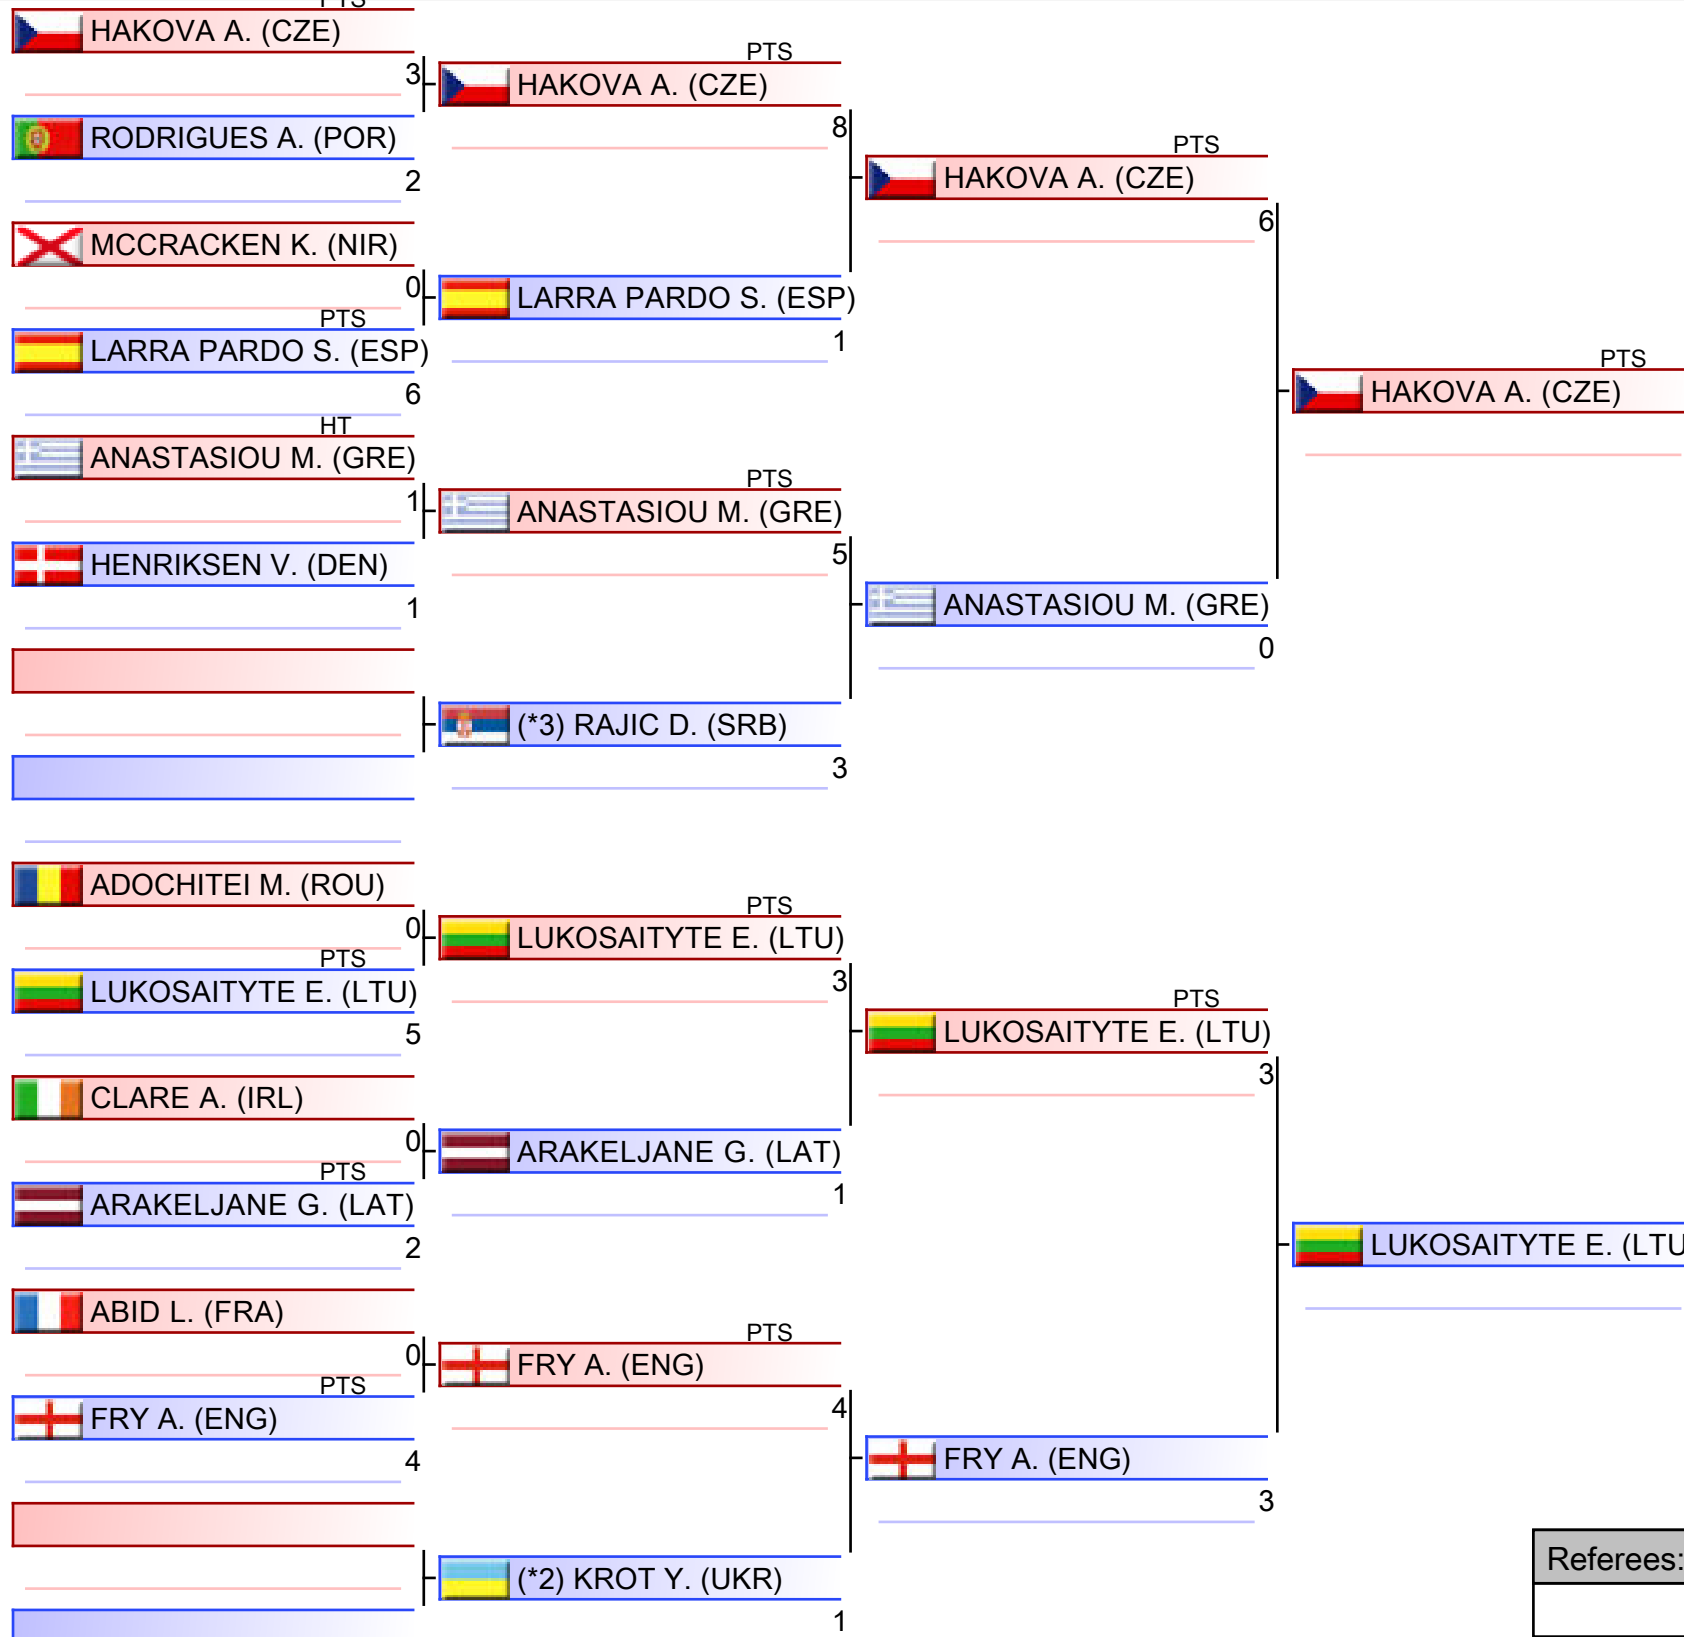 PTS
HAKOVA A. (CZE)
3
RODRIGUES A. (POR)
2
MCCRACKEN K. (NIR)
0
PTS
LARRA PARDO S. (ESP)
6
HT
ANASTASIOU M. (GRE)
1
HENRIKSEN V. (DEN)
1
ADOCHITEI M. (ROU)
0
PTS
LUKOSAITYTE E. (LTU)
5
CLARE A. (IRL)
0
PTS
ARAKELJANE G. (LAT)
2
ABID L. (FRA)
0
PTS
FRY A. (ENG)
4
PTS
HAKOVA A. (CZE)
8
LARRA PARDO S. (ESP)
1
PTS
ANASTASIOU M. (GRE)
5
(*3) RAJIC D. (SRB)
3
PTS
LUKOSAITYTE E. (LTU)
3
ARAKELJANE G. (LAT)
1
PTS
FRY A. (ENG)
4
(*2) KROT Y. (UKR)
1
PTS
HAKOVA A. (CZE)
6
ANASTASIOU M. (GRE)
0
PTS
LUKOSAITYTE E. (LTU)
3
FRY A. (ENG)
3
PTS
HAKOVA A. (CZE)
LUKOSAITYTE E. (LTU
Referees: